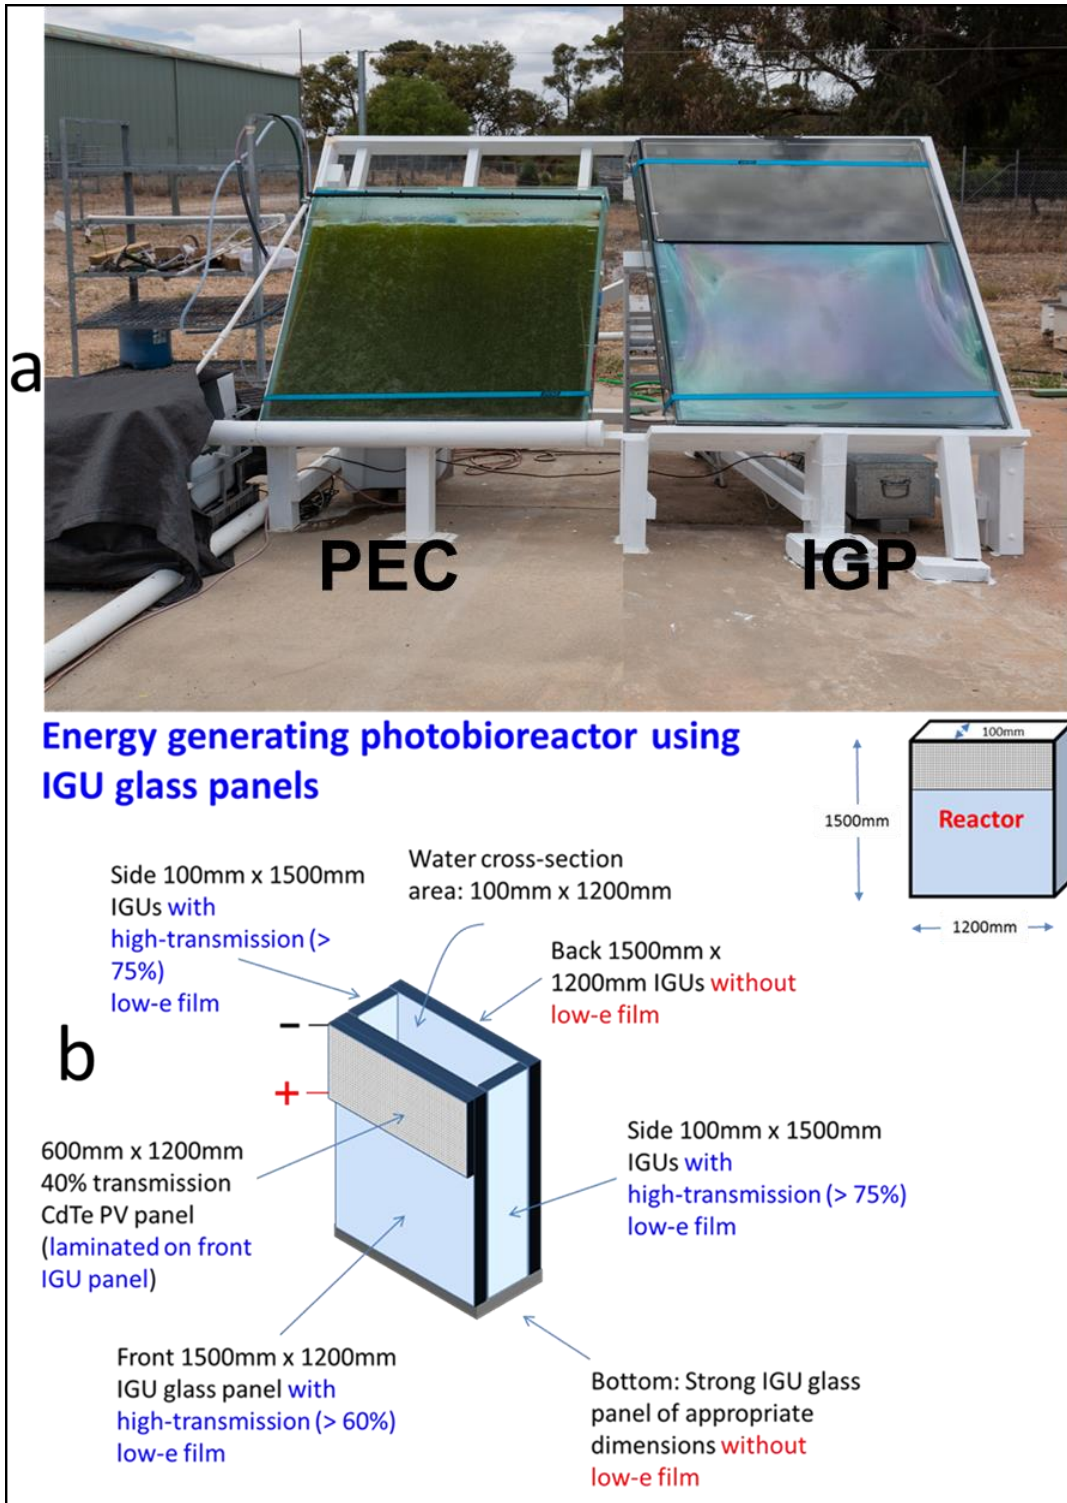 a
PEC
IGP
Energy generating photobioreactor using
IGU glass panels
100mm
1500mm
Reactor
1200mm
Side 100mm x 1500mm
IGUs with
high-transmission (>
75%)
low-e film
Water cross-section
area: 100mm x 1200mm
Back 1500mm x
1200mm IGUs without
low-e film
b
–
+
600mm x 1200mm
40% transmission
CdTe PV panel
(laminated on front
IGU panel)
Side 100mm x 1500mm
IGUs with
high-transmission (> 75%)
low-e film
Front 1500mm x 1200mm
IGU glass panel with
high-transmission (> 60%)
low-e film
Bottom: Strong IGU glass
panel of appropriate
dimensions without
low-e film